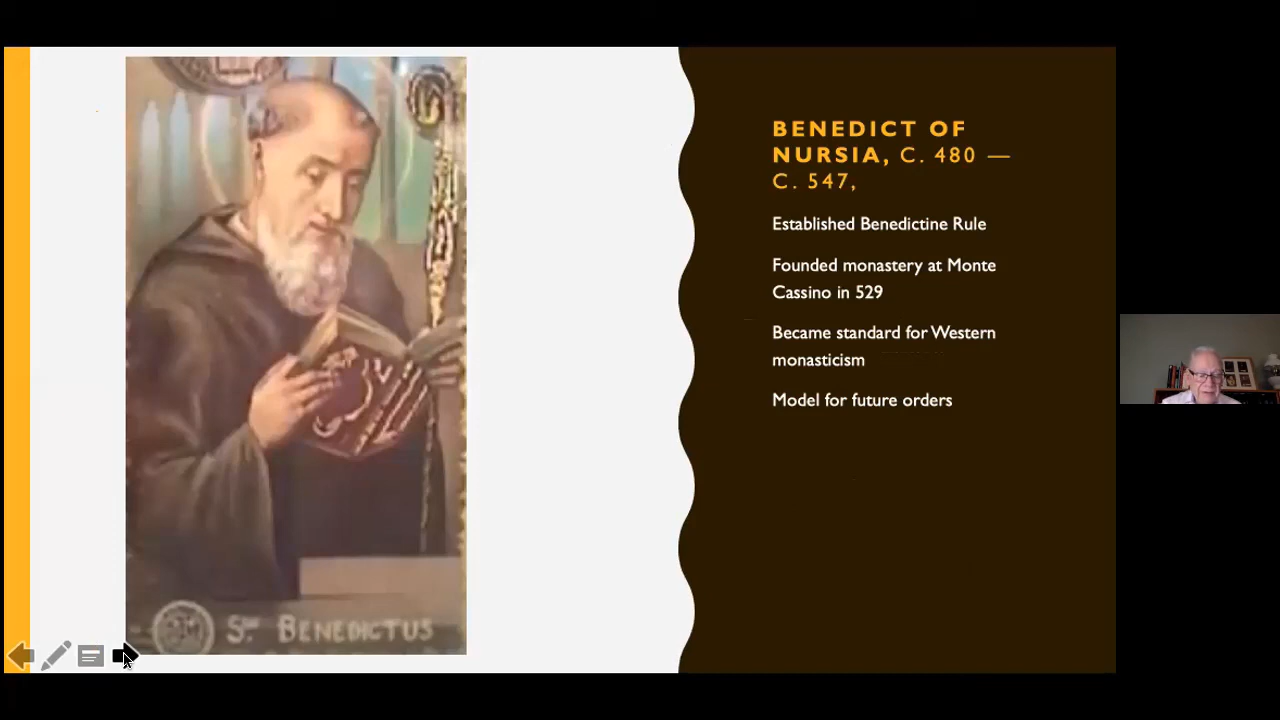 BENEDICT OF
NURSIA, C. 480 —
C. 547,
Established Benedictine Rule
Founded monastery at Monte
Cassino in 529
Became standard for Western
monasticism
Model for future orders
S. BENEDICTUS